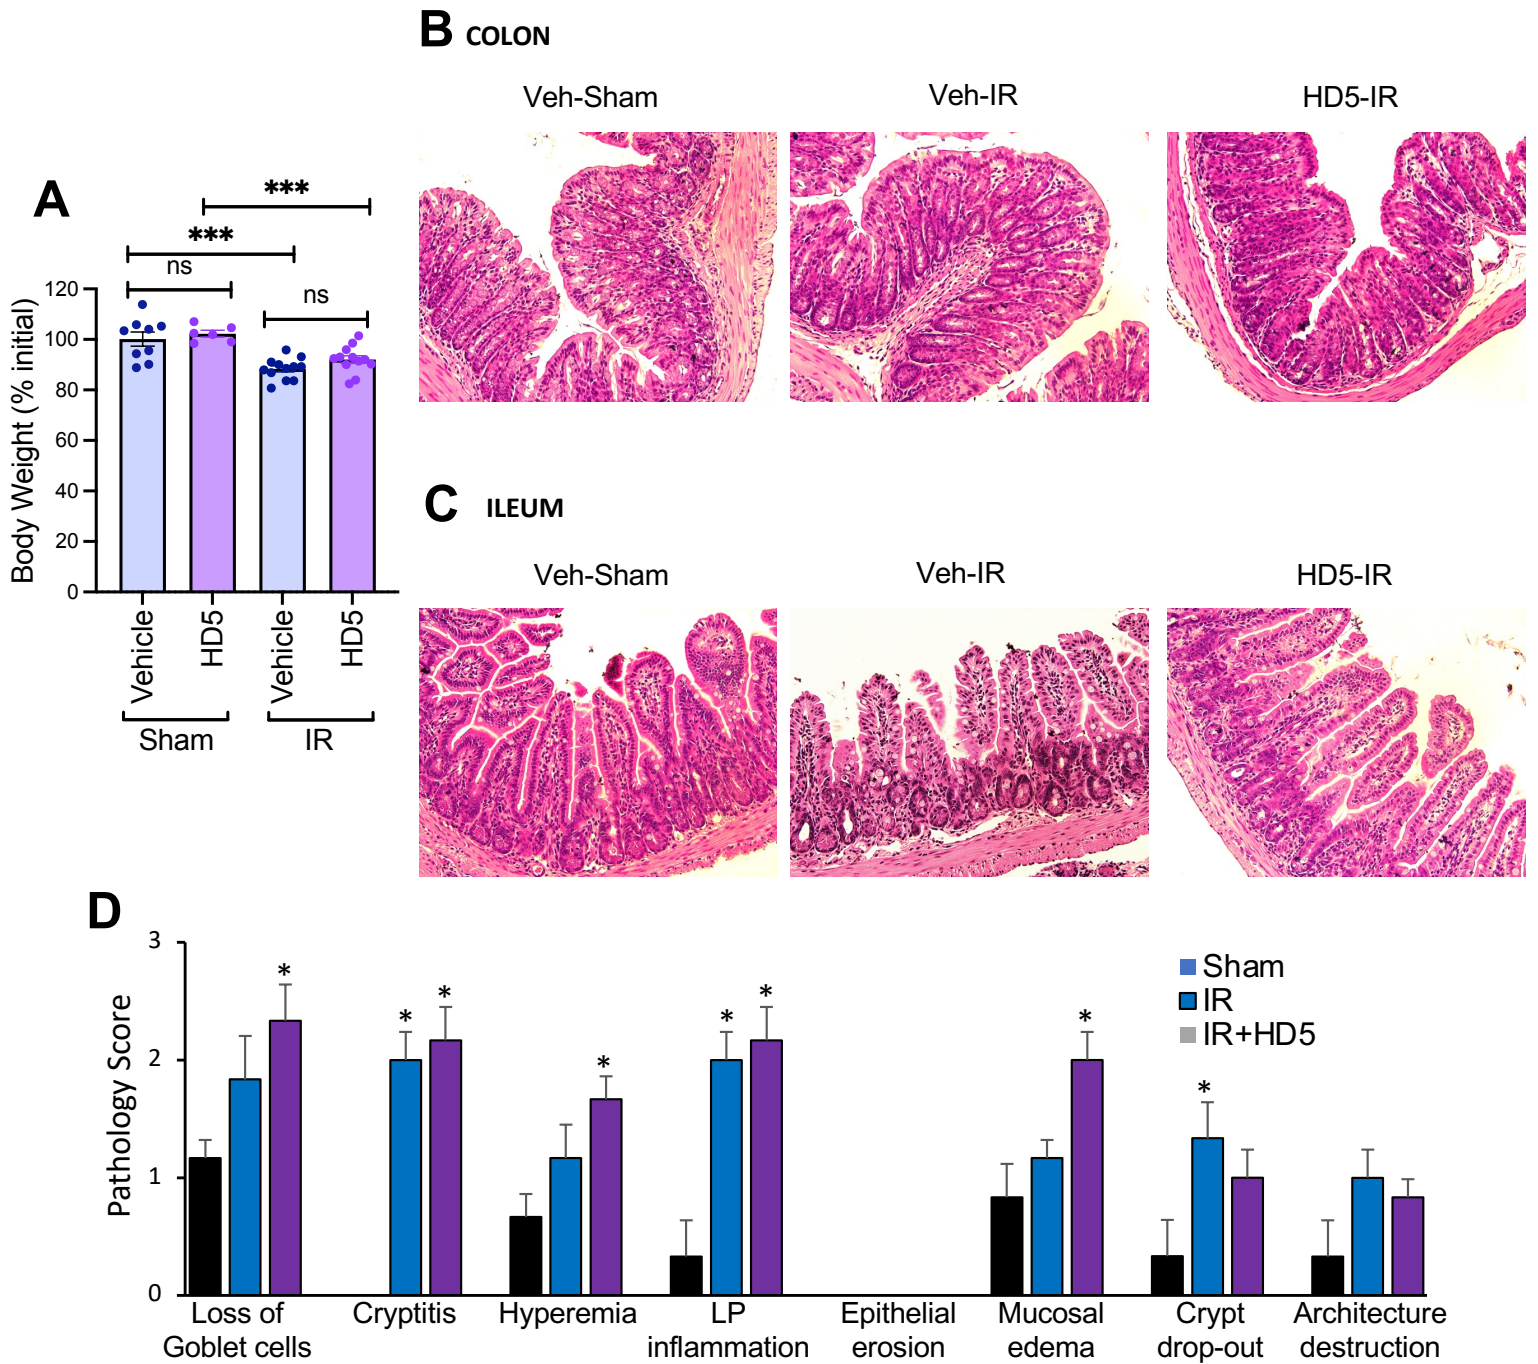 B COLON
Veh-Sham
Veh-IR
HD5-IR
A
***
***
ns
ns
Body Weight (% initial)
120
100
80
60
40
20
0
Vehicle
HD5
Vehicle
HD5
Sham
IR
C ILEUM
Veh-Sham
Veh-IR
HD5-IR
D
Pathology Score
3
2
1
0
*
*
*
*
*
*
*
*
Sham
IR
IR+HD5
Loss of
Goblet cells
Cryptitis
Hyperemia
LP
inflammation
Epithelial
erosion
Mucosal
edema
Crypt
drop-out
Architecture
destruction